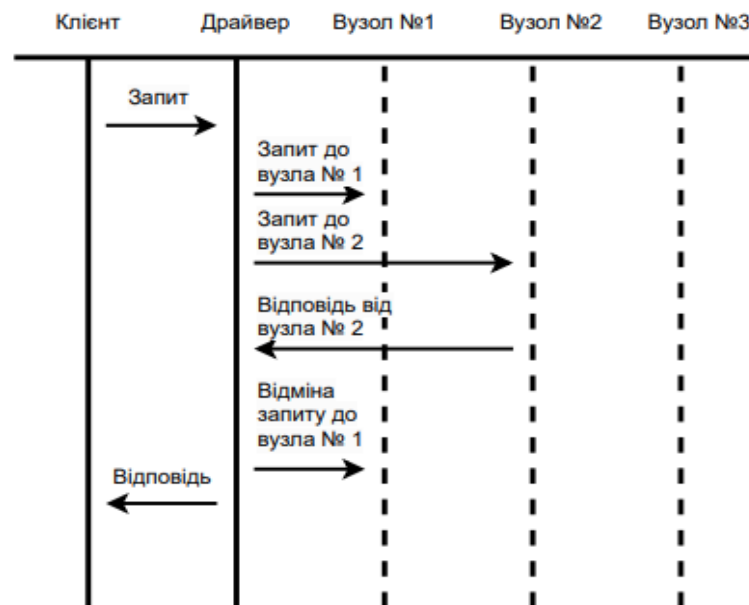 Клієнт Драйвер Вузол №1 Вузол №2 Вузол №3
Запит
Запит до
вузла № 1
Запит до
вузла № 2
Відповідь від
вузла № 2
Відміна
запиту до
вузла № 1
Відповідь